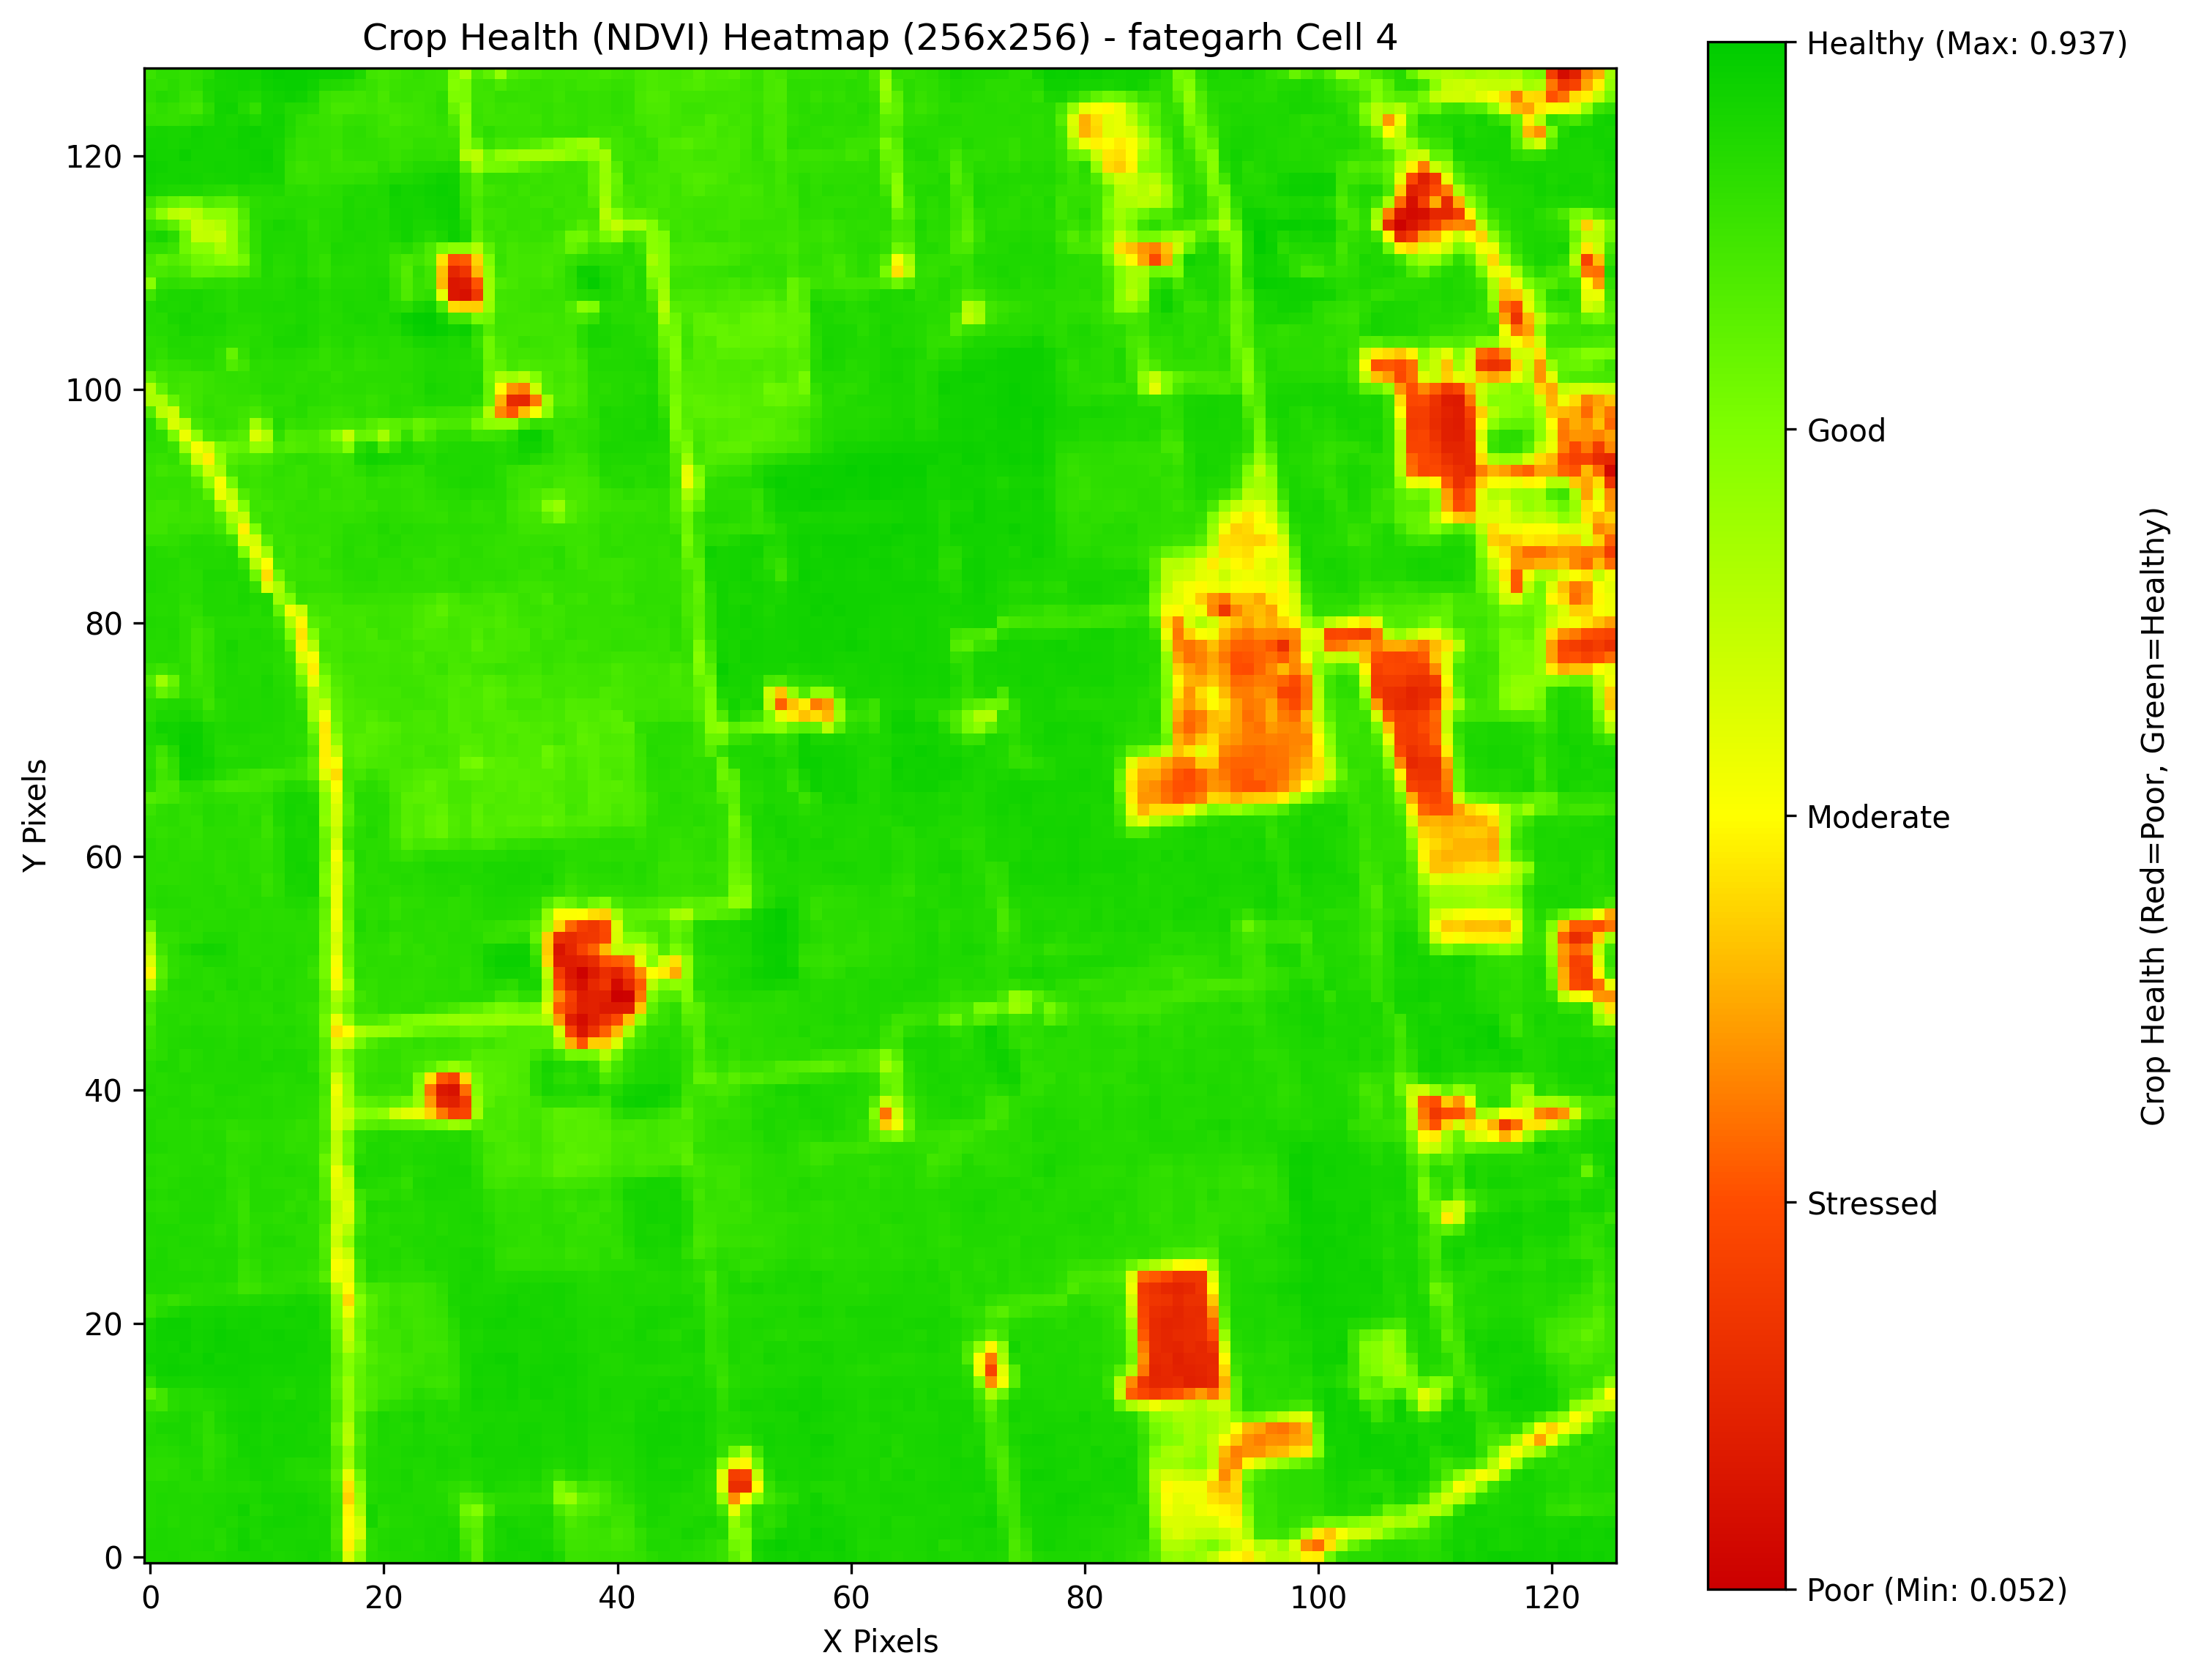 Crop Health (NDVI) Heatmap (256x256) - fategarh Cell 4
Healthy (Max: 0.937)
Good
Moderate
Stressed
Poor (Min: 0.052)
Crop Health (Red=Poor, Green=Healthy)
Y Pixels
120
100
80
60
40
20
0
0 20 40 60 80 100 120
X Pixels